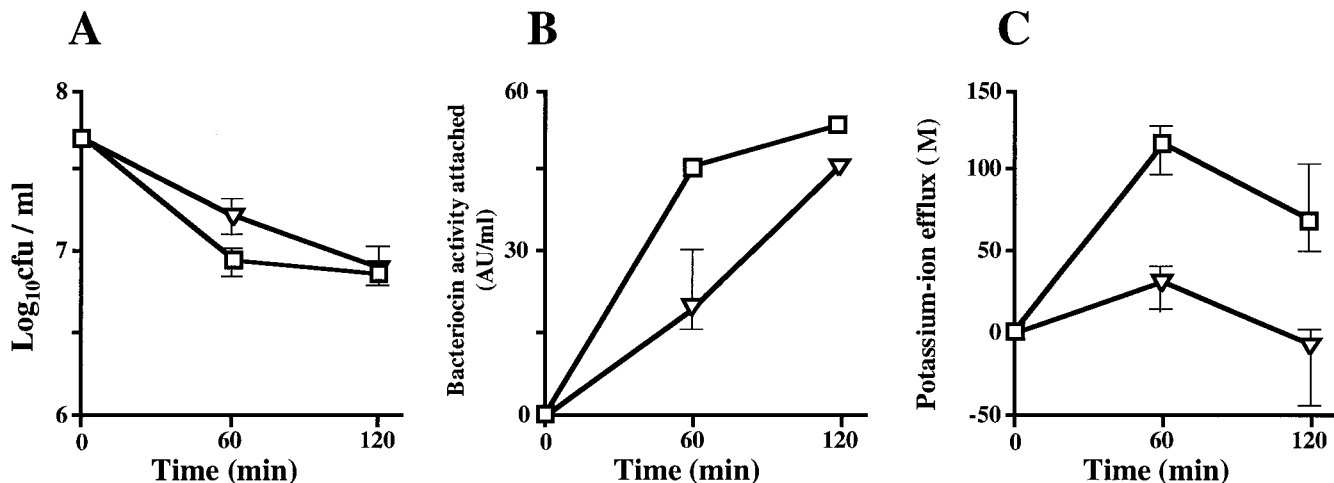 A
B
C
Log₁₀cfu / ml
8
7
6
0
60
120
Time (min)
Bacteriocin activity attached
(AU/ml)
60
30
0
0
60
120
Time (min)
Potassium-ion efflux ( M)
150
100
50
0
-50
0
60
120
Time (min)